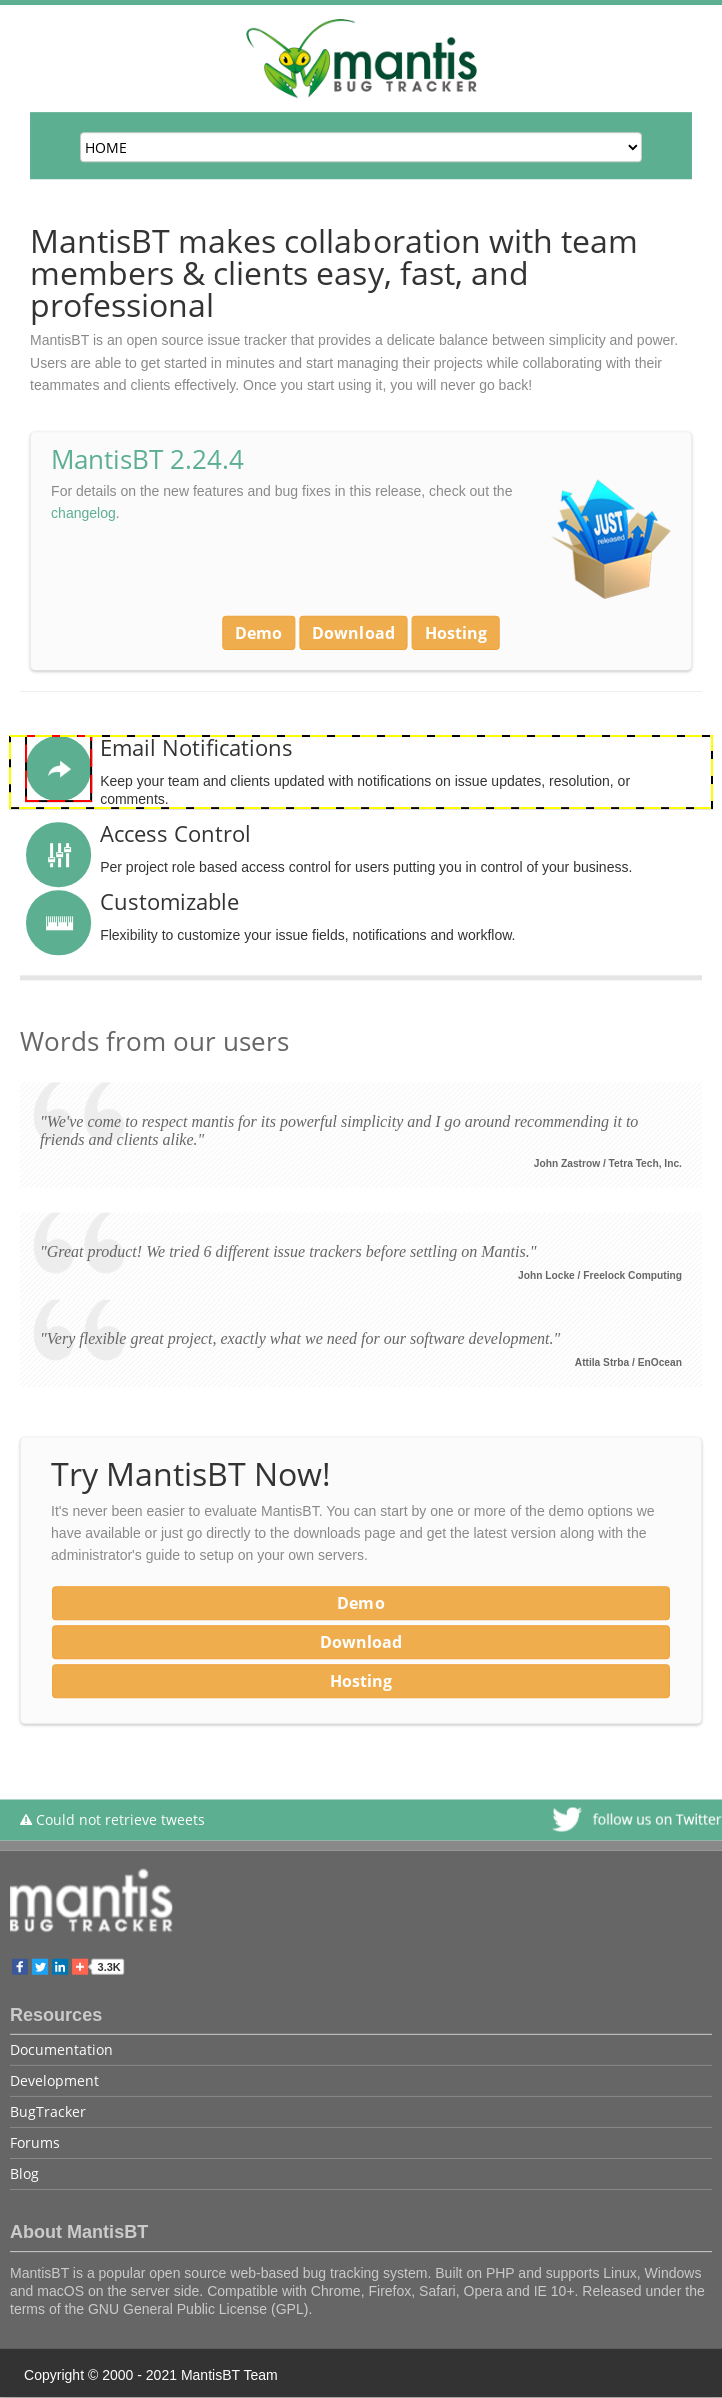 mantis
BUG TRACKER
HOME
MantisBT makes collaboration with team
members & clients easy, fast, and
professional
MantisBT is an open source issue tracker that provides a delicate balance between simplicity and power.
Users are able to get started in minutes and start managing their projects while collaborating with their
teammates and clients effectively. Once you start using it, you will never go back!
MantisBT 2.24.4
For details on the new features and bug fixes in this release, check out the
changelog.
JUST
released
Demo Download Hosting
Email Notifications
Keep your team and clients updated with notifications on issue updates, resolution, or
comments.
Access Control
Per project role based access control for users putting you in control of your business.
Customizable
Flexibility to customize your issue fields, notifications and workflow.
Words from our users
"We've come to respect mantis for its powerful simplicity and I go around recommending it to
friends and clients alike."
John Zastrow / Tetra Tech, Inc.
"Great product! We tried 6 different issue trackers before settling on Mantis."
John Locke / Freelock Computing
"Very flexible great project, exactly what we need for our software development."
Attila Strba / EnOcean
Try MantisBT Now!
It's never been easier to evaluate MantisBT. You can start by one or more of the demo options we
have available or just go directly to the downloads page and get the latest version along with the
administrator's guide to setup on your own servers.
Demo
Download
Hosting
Could not retrieve tweets follow us on Twitter
mantis
BUG TRACKER
3.3K
Resources
Documentation
Development
BugTracker
Forums
Blog
About MantisBT
MantisBT is a popular open source web-based bug tracking system. Built on PHP and supports Linux, Windows
and macOS on the server side. Compatible with Chrome, Firefox, Safari, Opera and IE 10+. Released under the
terms of the GNU General Public License (GPL).
Copyright © 2000 - 2021 MantisBT Team